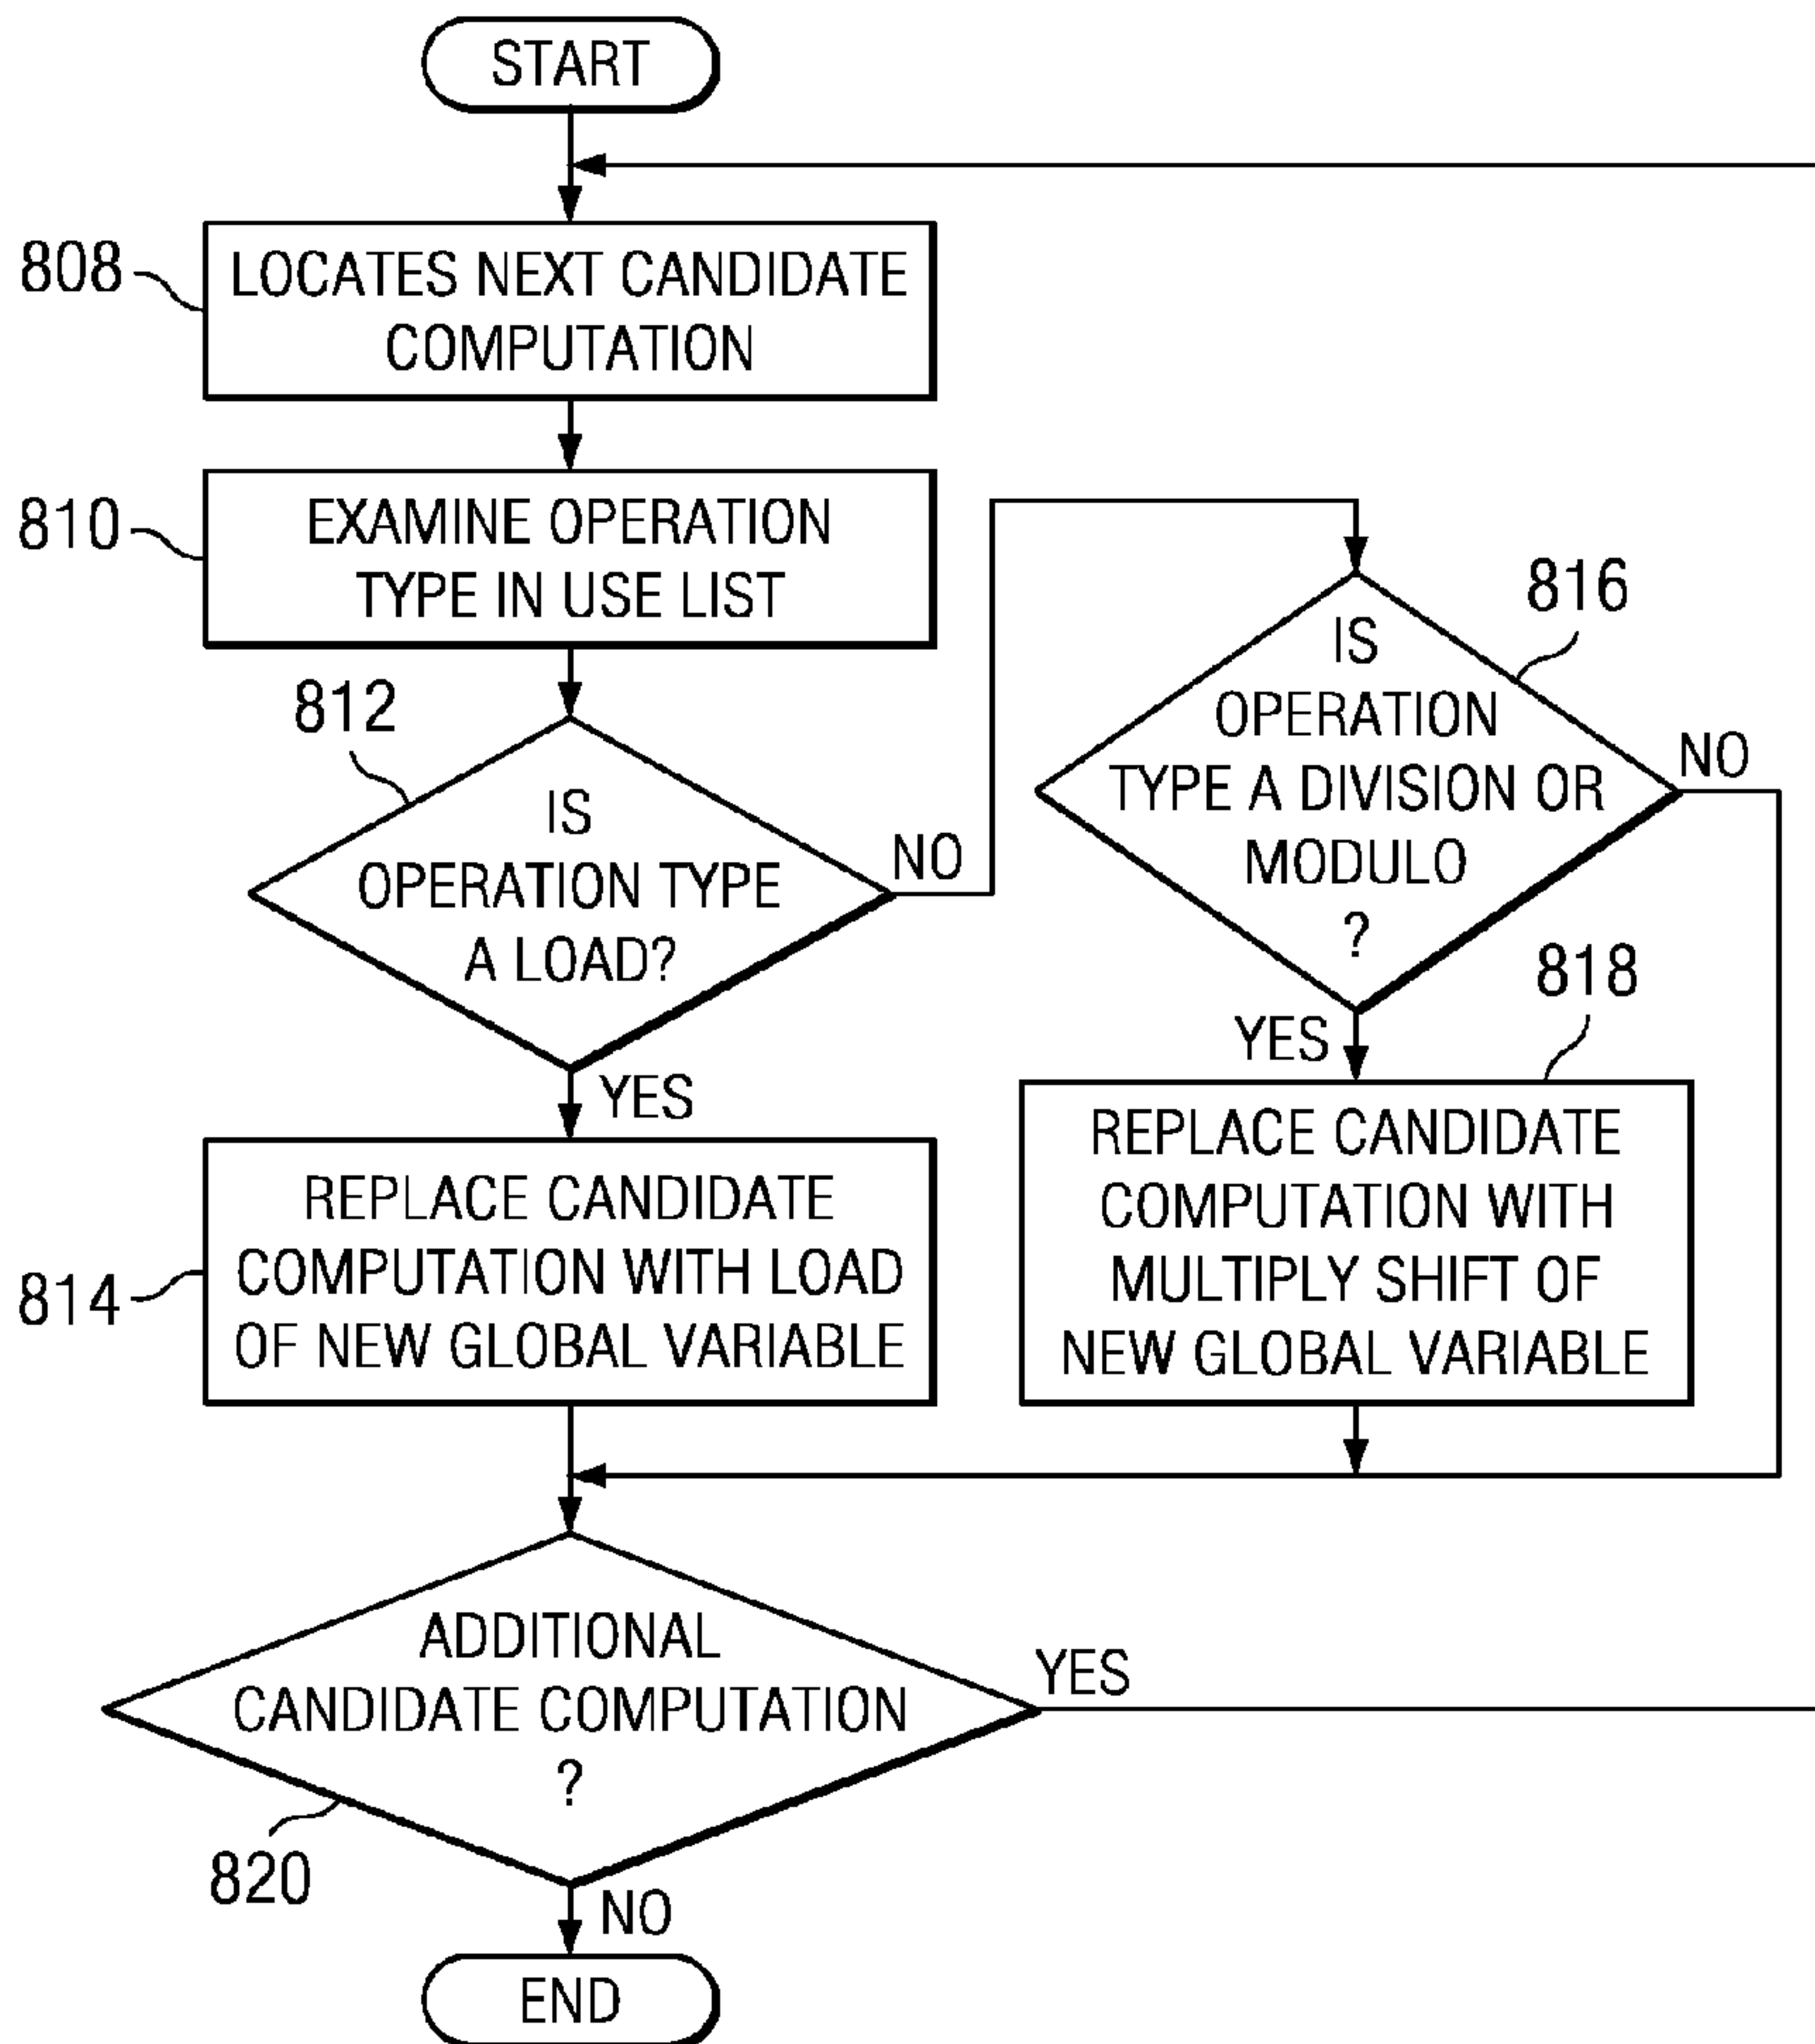 START
808
LOCATES NEXT CANDIDATE
COMPUTATION
810
EXAMINE OPERATION
TYPE IN USE LIST
812
IS
OPERATION TYPE
A LOAD?
NO
YES
816
IS
OPERATION
TYPE A DIVISION OR
MODULO
?
NO
YES
814
REPLACE CANDIDATE
COMPUTATION WITH LOAD
OF NEW GLOBAL VARIABLE
818
REPLACE CANDIDATE
COMPUTATION WITH
MULTIPLY SHIFT OF
NEW GLOBAL VARIABLE
ADDITIONAL
CANDIDATE COMPUTATION
?
YES
820
NO
END